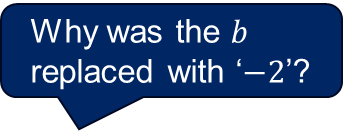 Why was the b
replaced with ‘−2’?